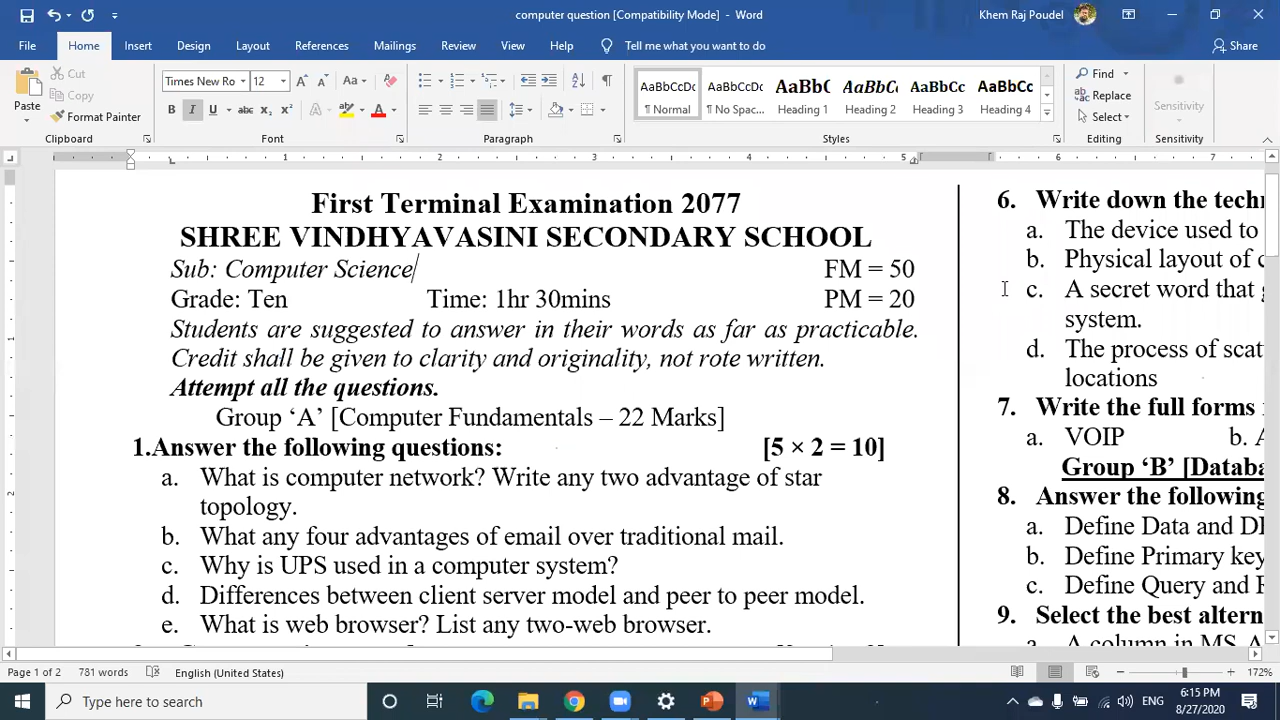 computer question [Compatibility Mode] - Word
Khem Raj Poudel
File Home Insert Design Layout References Mailings Review View Help Tell me what you want to do Share
Paste
Cut
Copy
Format Painter
Clipboard
Times New Ro 12
Font
Paragraph
AaBbCcDc AaBbCcDc AaBb( AaBbCc AaBbCc AaBbCc
¶ Normal ¶ No Spac... Heading 1 Heading 2 Heading 3 Heading 4
Styles
Find
Replace
Select
Editing
Sensitivity
Sensitivity
1 2 3 4 5 6 7
First Terminal Examination 2077
SHREE VINDHYAVASINI SECONDARY SCHOOL
Sub: Computer Science FM = 50
Grade: Ten Time: 1hr 30mins PM = 20
Students are suggested to answer in their words as far as practicable.
Credit shall be given to clarity and originality, not rote written.
Attempt all the questions.
Group ‘A’ [Computer Fundamentals – 22 Marks]
1.Answer the following questions: [5 × 2 = 10]
a. What is computer network? Write any two advantage of star
topology.
b. What any four advantages of email over traditional mail.
c. Why is UPS used in a computer system?
d. Differences between client server model and peer to peer model.
e. What is web browser? List any two-web browser.
6. Write down the tech
a. The device used to
b. Physical layout of c
c. A secret word that g
system.
d. The process of scat
locations
7. Write the full forms
a. VOIP b. A
Group ‘B’ [Databa
8. Answer the following
a. Define Data and D
b. Define Primary key
c. Define Query and R
9. Select the best altern
a. A column in MS-A
Page 1 of 2 781 words English (United States) 172%
Type here to search
ENG
6:15 PM
8/27/2020